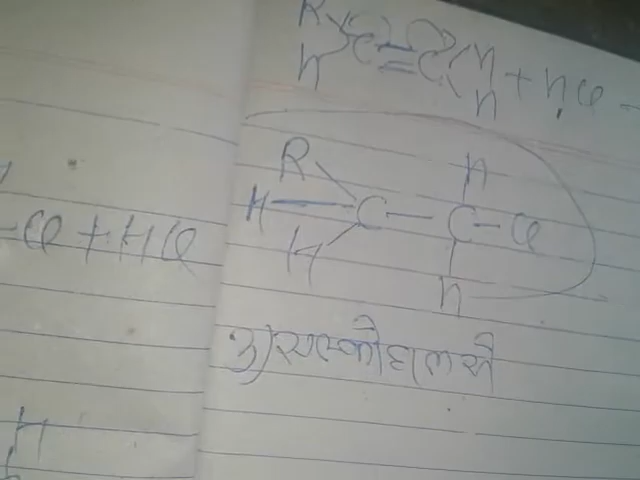 R H
C = C
H H + HCl
R H
H — C — C — Cl
H H
— Cl + HCl
3) एल्कोहाल से
H